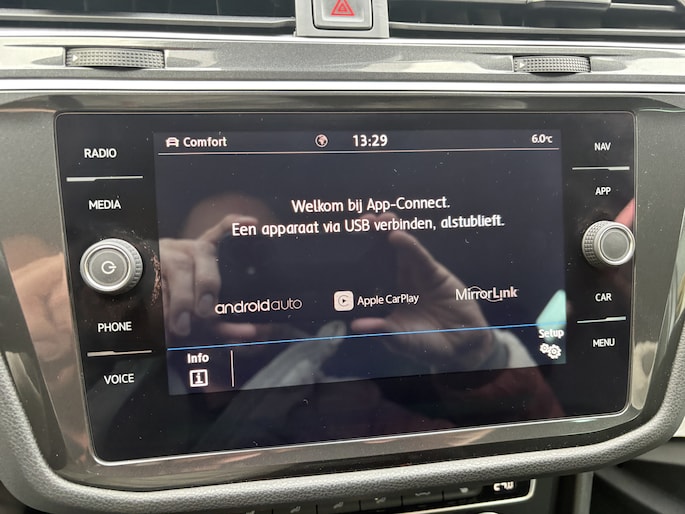 RADIO
MEDIA
PHONE
VOICE
Comfort
13:29
6.0°C
Welkom bij App-Connect.
Een apparaat via USB verbinden, alstublieft.
androidauto
Apple CarPlay
MirrorLink
Info
Setup
NAV
APP
CAR
MENU